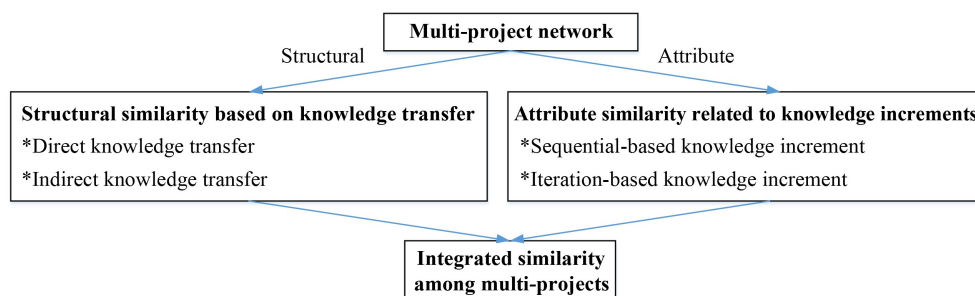 Multi-project network
Structural
Attribute
Structural similarity based on knowledge transfer
*Direct knowledge transfer
*Indirect knowledge transfer
Attribute similarity related to knowledge increments
*Sequential-based knowledge increment
*Iteration-based knowledge increment
Integrated similarity
among multi-projects